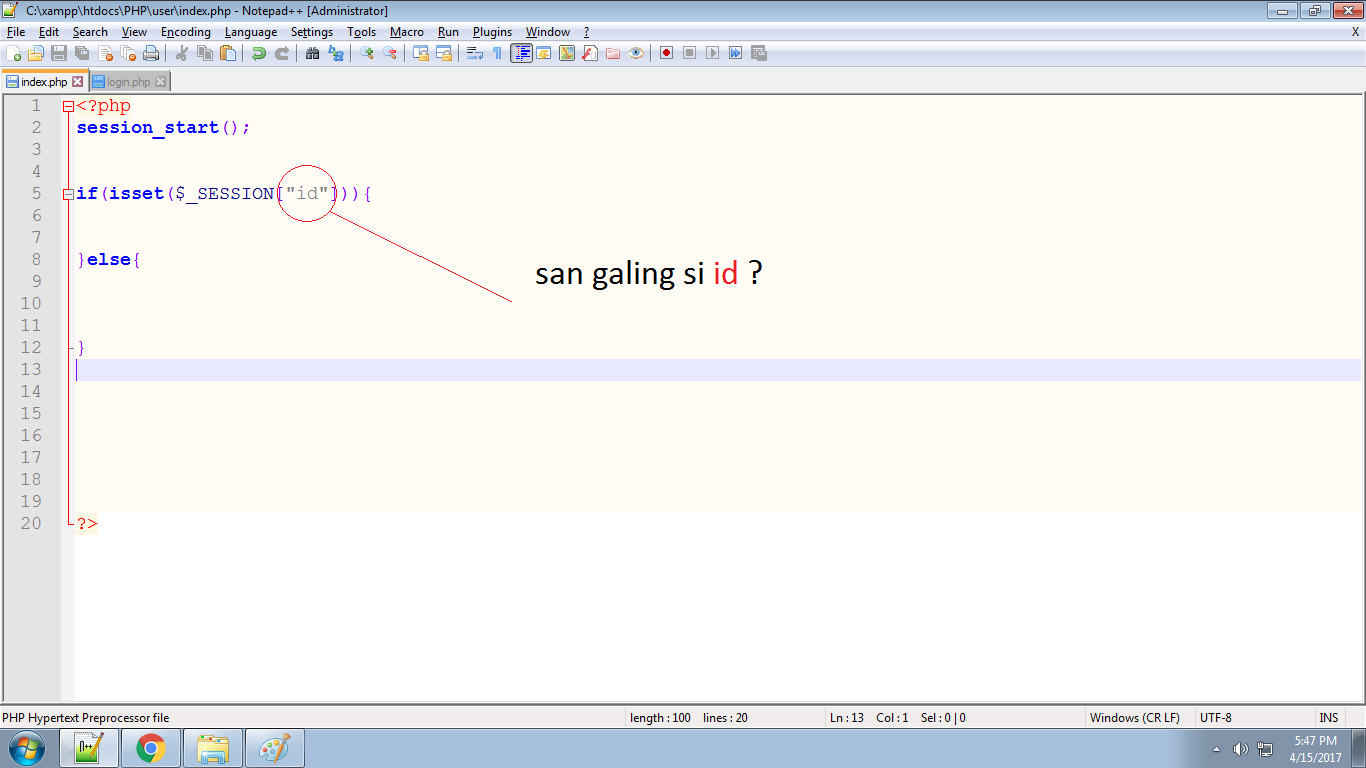 C:\xampp\htdocs\PHP\user\index.php - Notepad++ [Administrator]
File Edit Search View Encoding Language Settings Tools Macro Run Plugins Window ? X
index.php login.php
1 <?php
2 session_start();
3
4
5 if(isset($_SESSION["id"])){
6
7
8 }else{
9
san galing si id ?
10
11
12 }
13
14
15
16
17
18
19
20 ?>
PHP Hypertext Preprocessor file length : 100 lines : 20 Ln : 13 Col : 1 Sel : 0 | 0 Windows (CR LF) UTF-8 INS
5:47 PM
4/15/2017